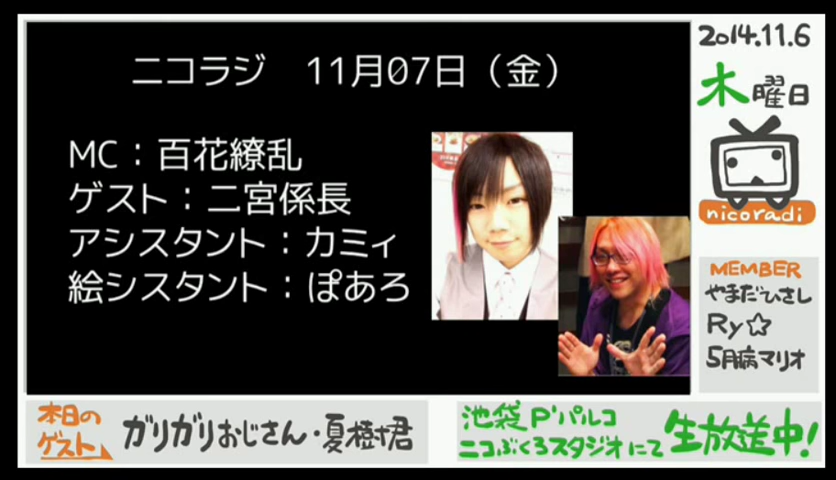 ニコラジ 11月07日（金）
MC：百花繚乱
ゲスト：二宮係長
アシスタント：カミィ
絵シスタント：ぽあろ
2014.11.6
木曜日
nicoradi
MEMBER
やまだひさし
Ry☆
5月病マリオ
本日の
ゲスト
ガリガリおじさん・夏樹君
池袋P'パルコ
ニコぶくろスタジオにて
生放送中!